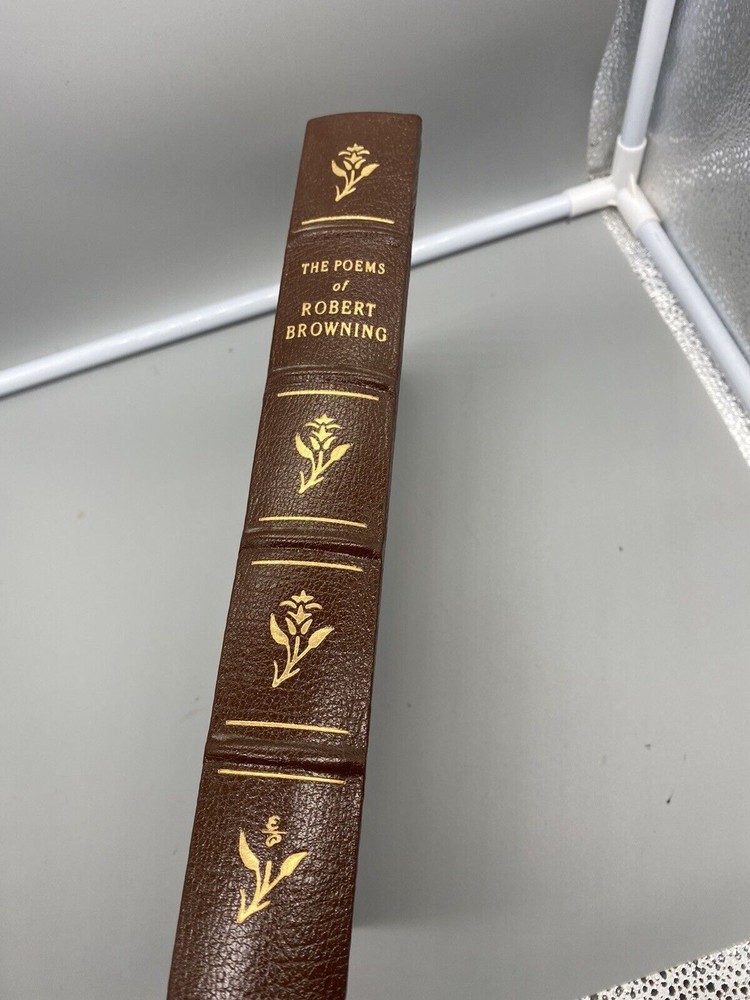 THE POEMS
of
ROBERT
BROWNING